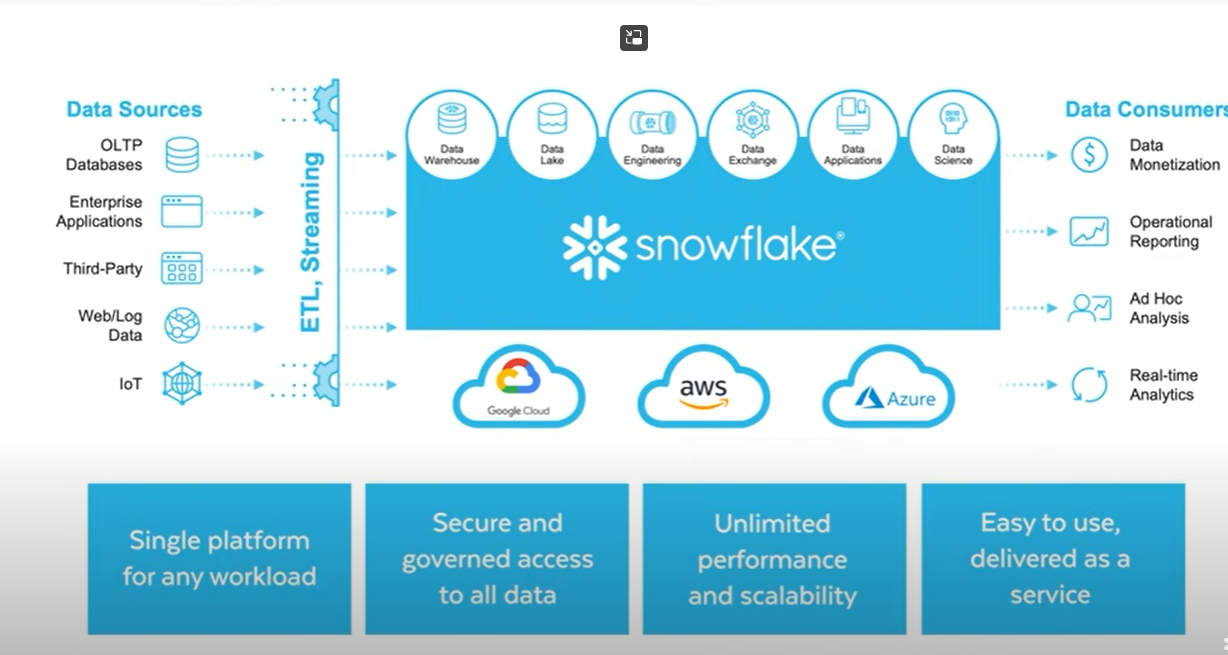 Data Sources
OLTP
Databases
Enterprise
Applications
Third-Party
Web/Log
Data
IoT
ETL, Streaming
Data
Warehouse
Data
Lake
Data
Engineering
Data
Exchange
Data
Applications
Data
Science
snowflake®
Google Cloud
aws
Azure
Data Consumers
Data
Monetization
Operational
Reporting
Ad Hoc
Analysis
Real-time
Analytics
Single platform
for any workload
Secure and
governed access
to all data
Unlimited
performance
and scalability
Easy to use,
delivered as a
service